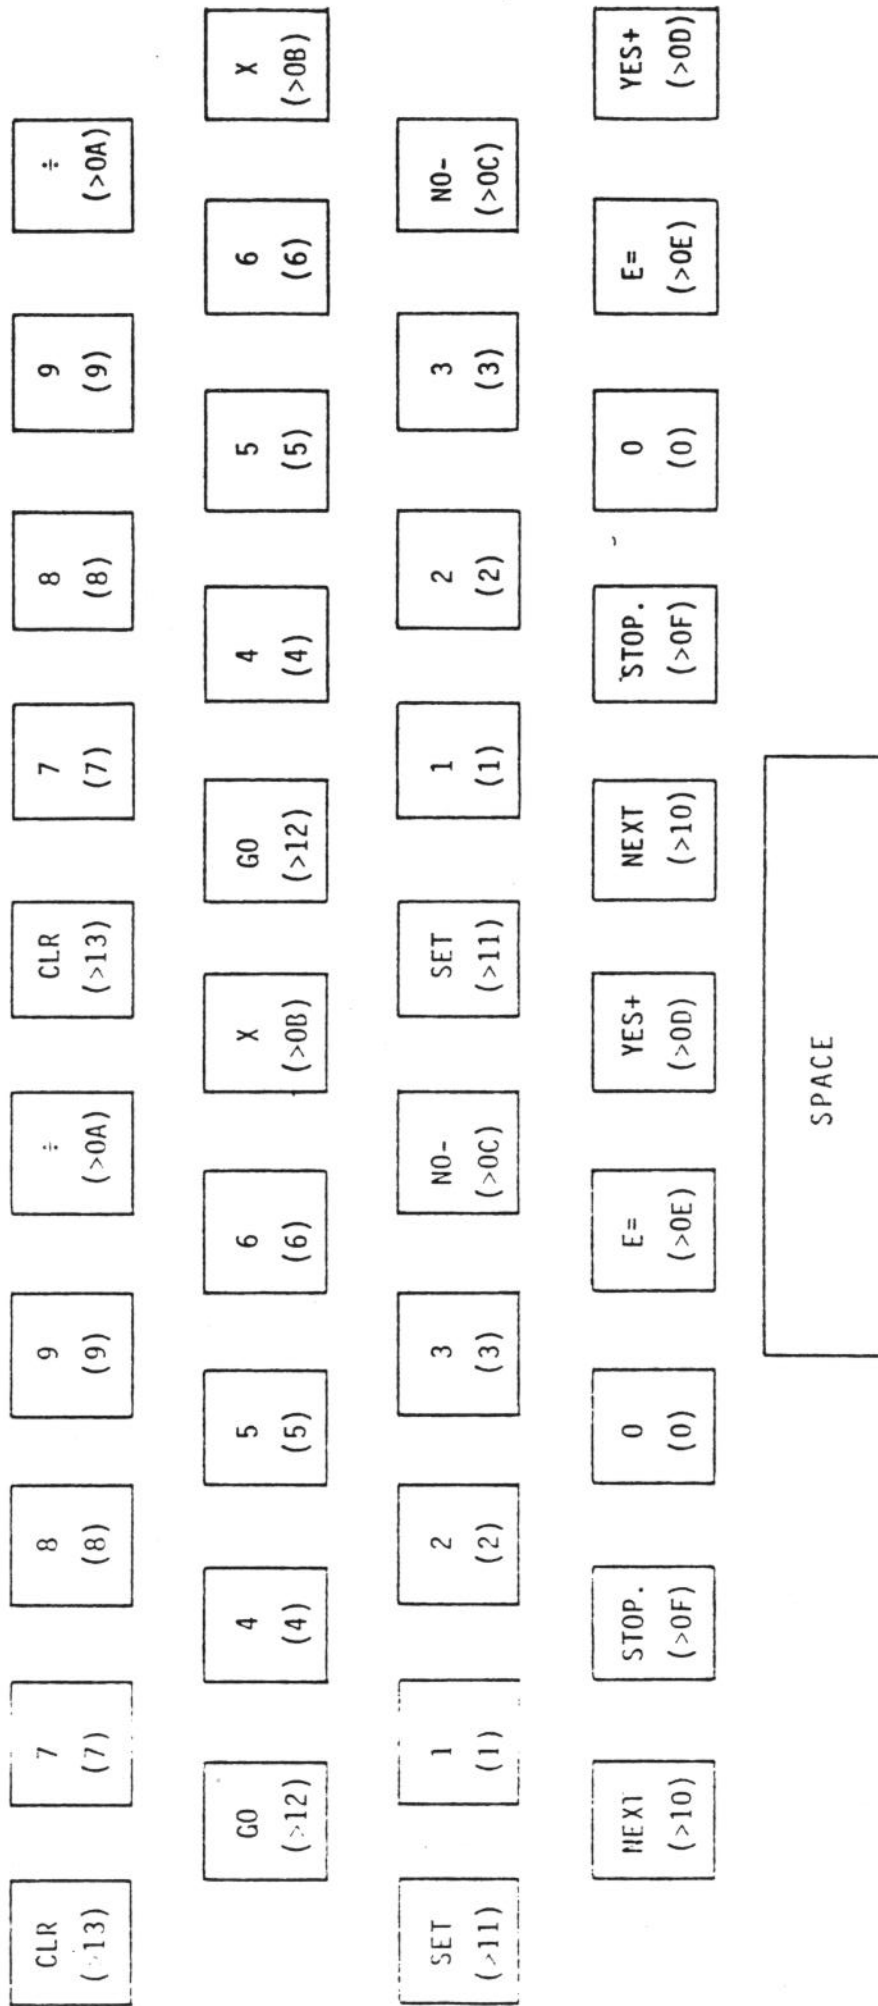 CLR 7 8 9 ÷ CLR 7 8 9 ÷
(>13) (7) (8) (9) (>0A) (>13) (7) (8) (9) (>0A)
GO 4 5 6 X GO 4 5 6 X
(>12) (4) (5) (6) (>0B) (>12) (4) (5) (6) (>0B)
SET 1 2 3 NO- SET 1 2 3 NO-
(>11) (1) (2) (3) (>0C) (>11) (1) (2) (3) (>0C)
NEXT STOP. 0 E= YES+ NEXT STOP. 0 E= YES+
(>10) (>0F) (0) (>0E) (>0D) (>10) (>0F) (0) (>0E) (>0D)
SPACE